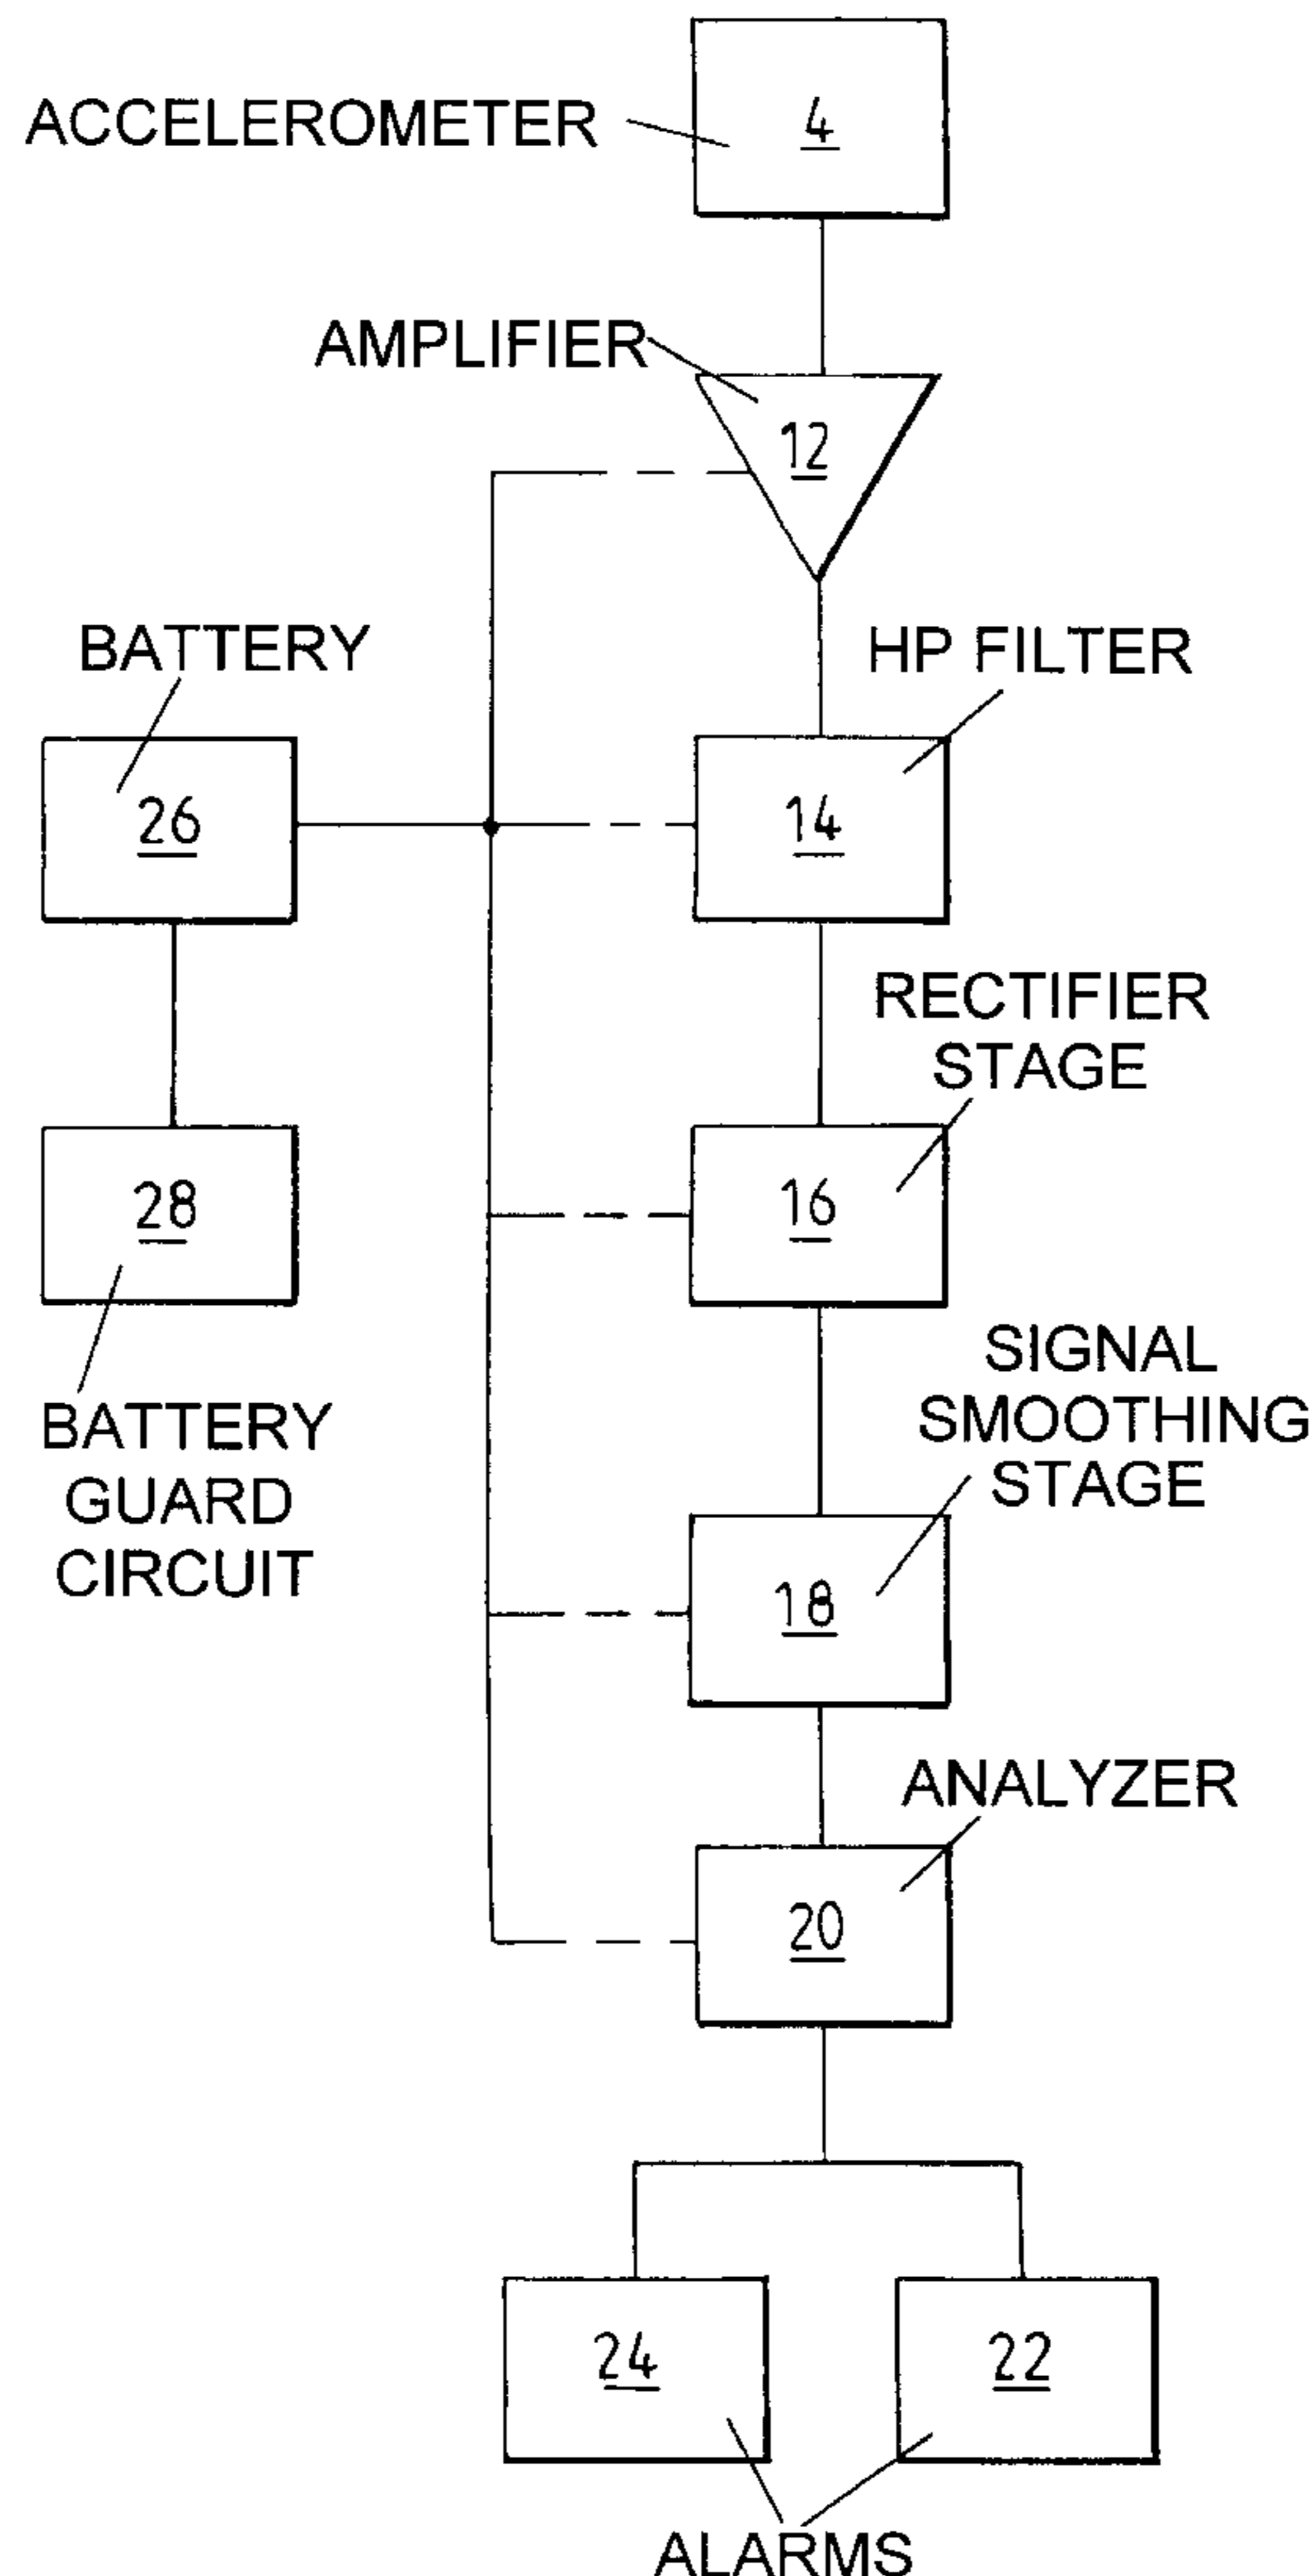 ACCELEROMETER
4
AMPLIFIER
12
BATTERY
26
HP FILTER
14
RECTIFIER
STAGE
16
28
BATTERY
GUARD
CIRCUIT
SIGNAL
SMOOTHING
STAGE
18
ANALYZER
20
24
22
ALARMS